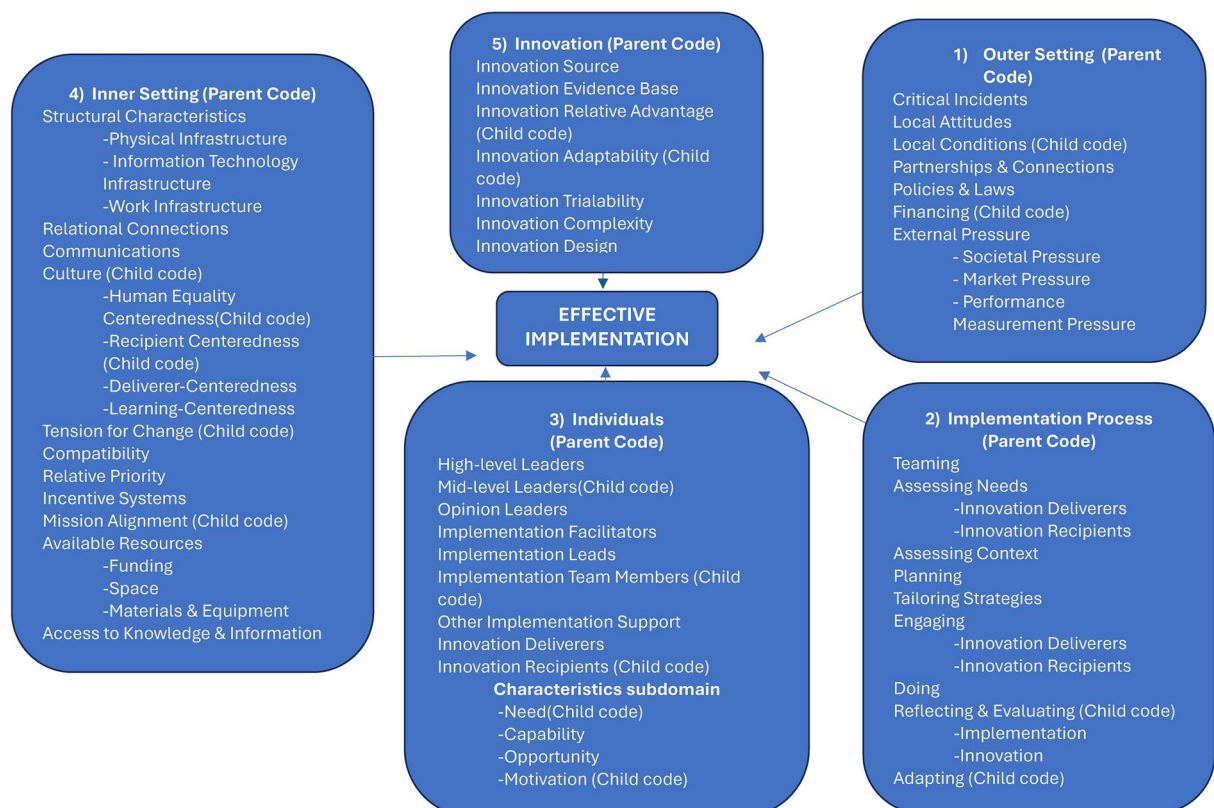 5) Innovation (Parent Code)
Innovation Source
Innovation Evidence Base
Innovation Relative Advantage
(Child code)
Innovation Adaptability (Child
code)
Innovation Trialability
Innovation Complexity
Innovation Design
1) Outer Setting (Parent
Code)
Critical Incidents
Local Attitudes
Local Conditions (Child code)
Partnerships & Connections
Policies & Laws
Financing (Child code)
External Pressure
- Societal Pressure
- Market Pressure
- Performance
Measurement Pressure
4) Inner Setting (Parent Code)
Structural Characteristics
-Physical Infrastructure
- Information Technology
Infrastructure
-Work Infrastructure
Relational Connections
Communications
Culture (Child code)
-Human Equality
Centeredness(Child code)
-Recipient Centeredness
(Child code)
-Deliverer-Centeredness
-Learning-Centeredness
Tension for Change (Child code)
Compatibility
Relative Priority
Incentive Systems
Mission Alignment (Child code)
Available Resources
-Funding
-Space
-Materials & Equipment
Access to Knowledge & Information
EFFECTIVE
IMPLEMENTATION
3) Individuals
(Parent Code)
High-level Leaders
Mid-level Leaders(Child code)
Opinion Leaders
Implementation Facilitators
Implementation Leads
Implementation Team Members (Child
code)
Other Implementation Support
Innovation Deliverers
Innovation Recipients (Child code)
Characteristics subdomain
-Need(Child code)
-Capability
-Opportunity
-Motivation (Child code)
2) Implementation Process
(Parent Code)
Teaming
Assessing Needs
-Innovation Deliverers
-Innovation Recipients
Assessing Context
Planning
Tailoring Strategies
Engaging
-Innovation Deliverers
-Innovation Recipients
Doing
Reflecting & Evaluating (Child code)
-Implementation
-Innovation
Adapting (Child code)